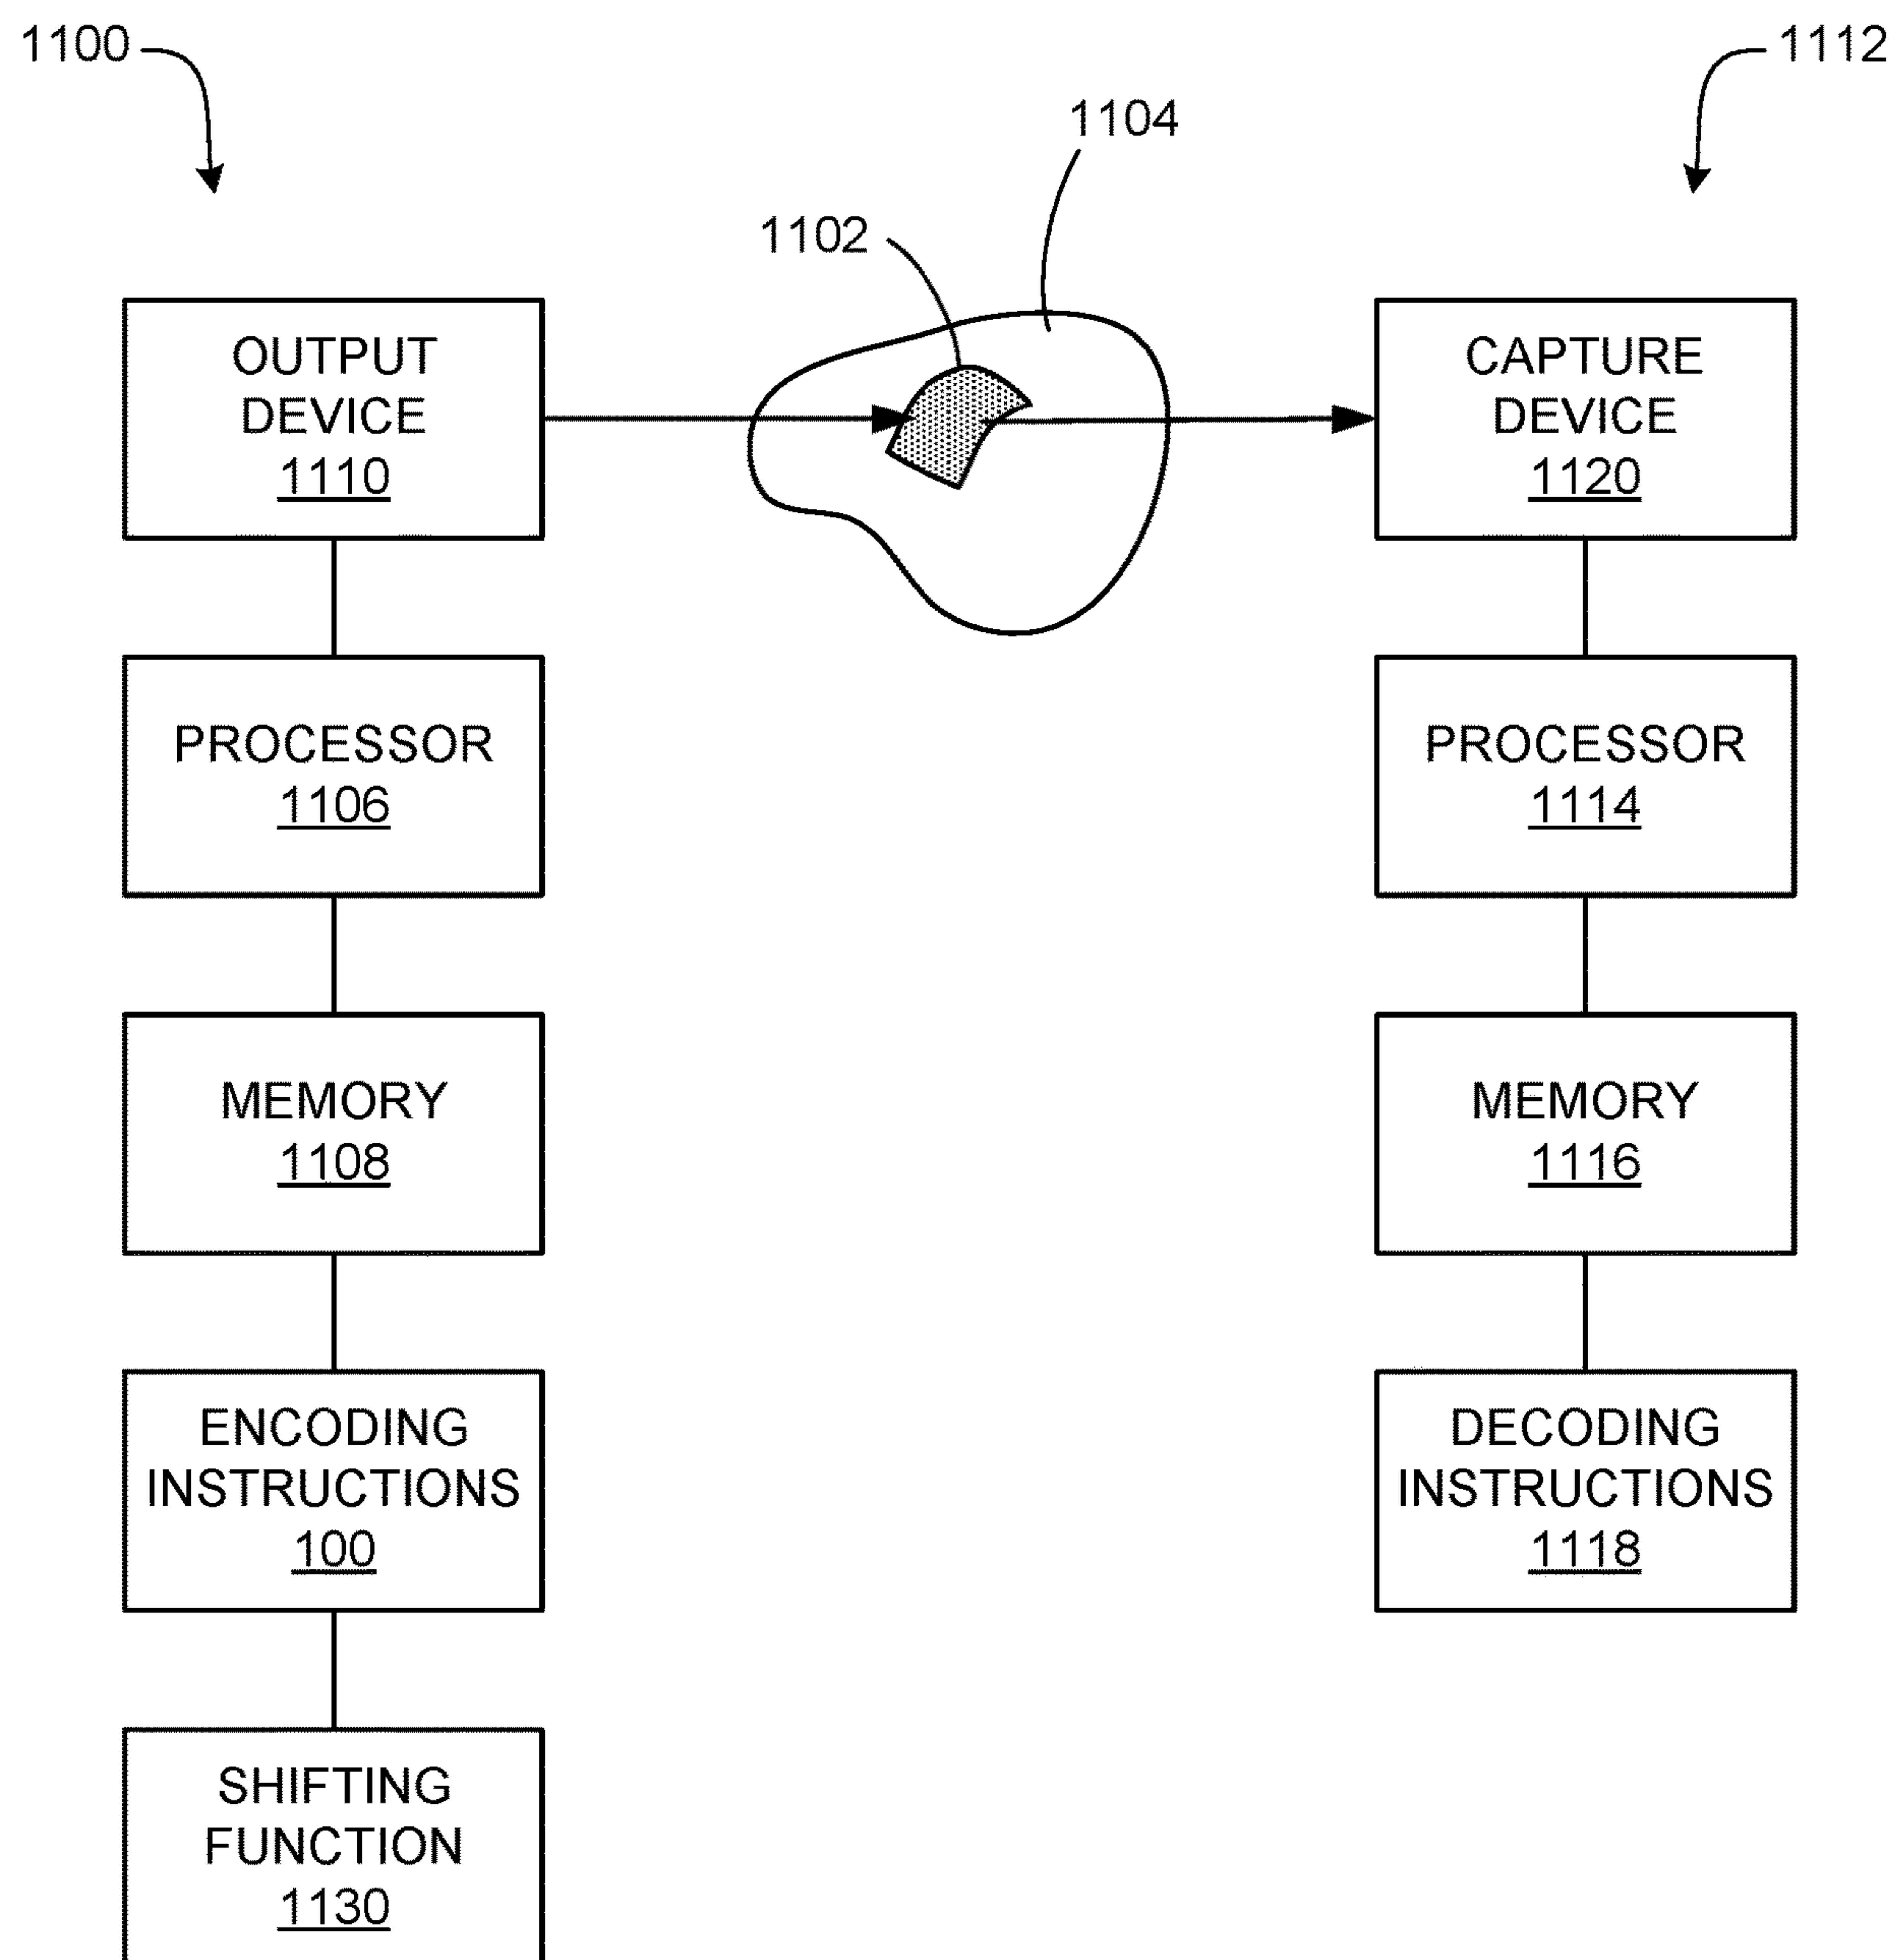 1100
1112
1104
1102
OUTPUT
DEVICE
1110
CAPTURE
DEVICE
1120
PROCESSOR
1106
PROCESSOR
1114
MEMORY
1108
MEMORY
1116
ENCODING
INSTRUCTIONS
100
DECODING
INSTRUCTIONS
1118
SHIFTING
FUNCTION
1130